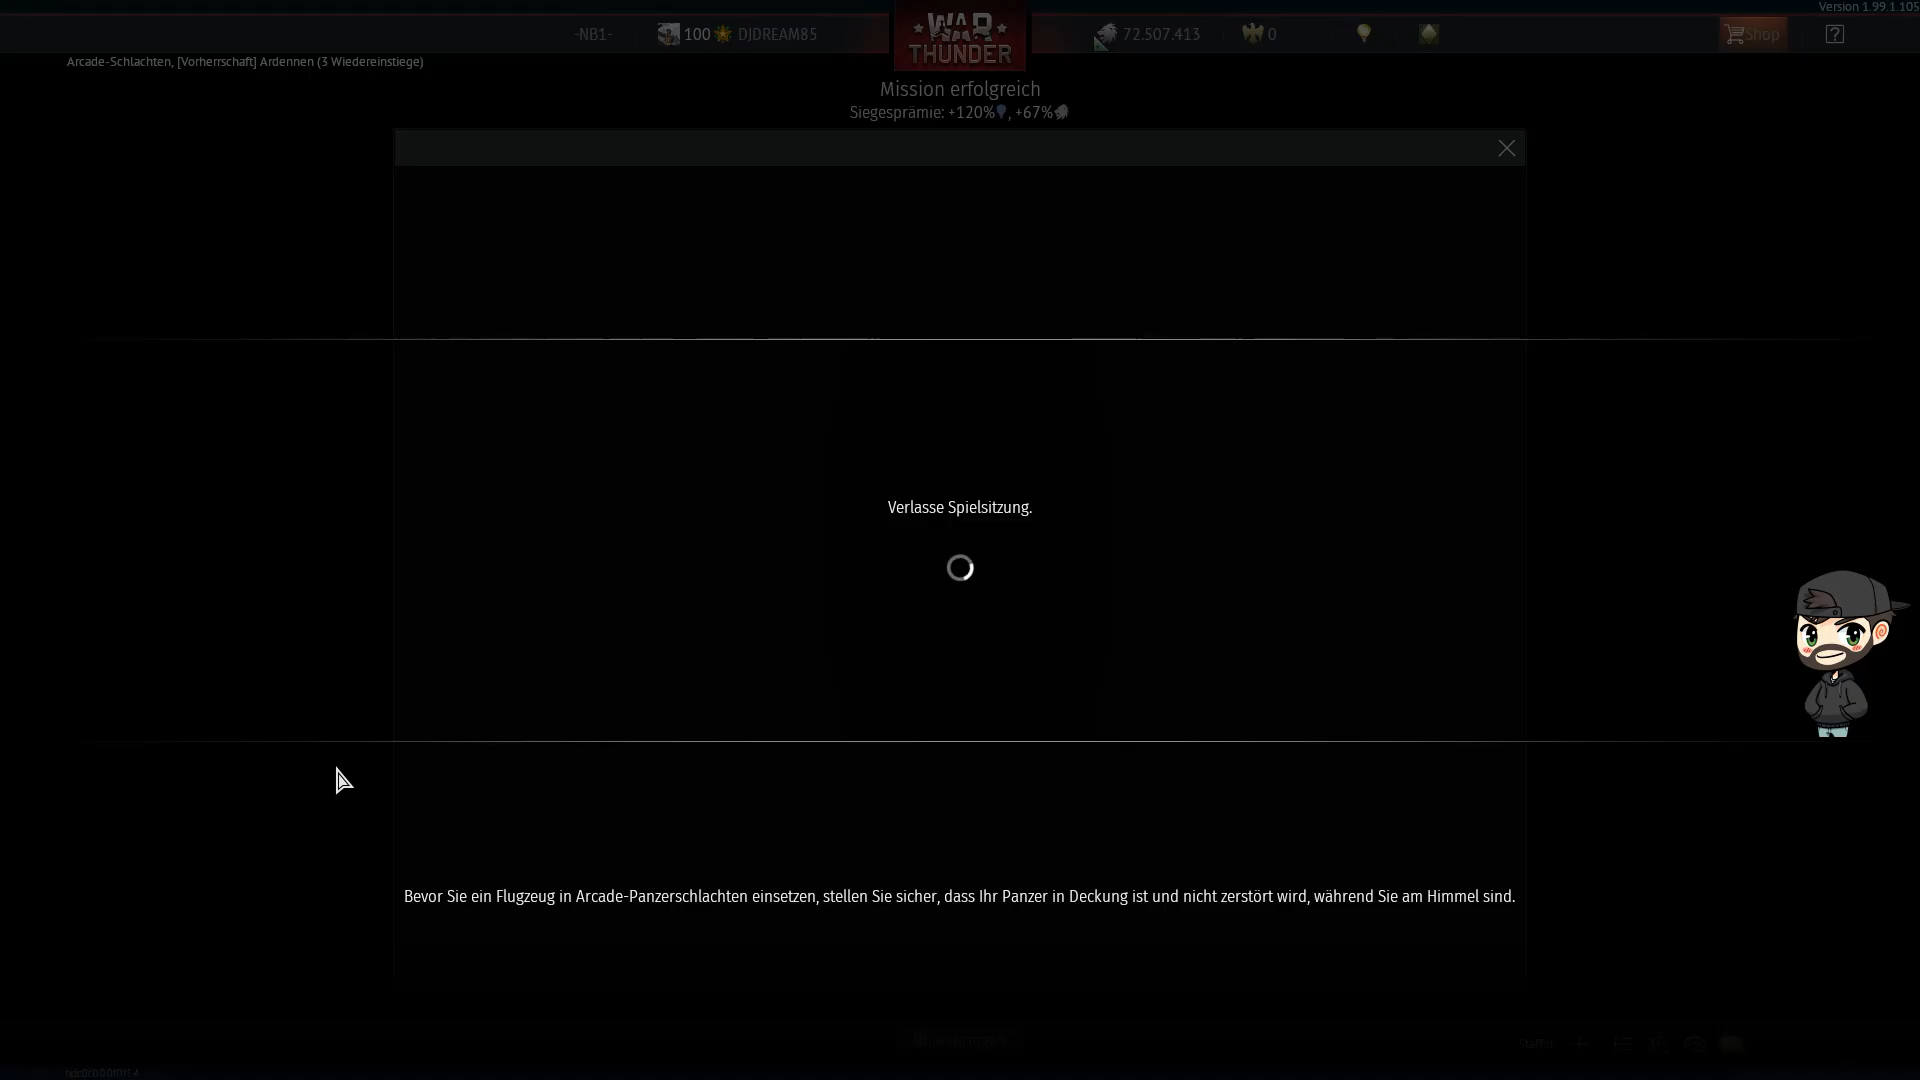 Version 1.99.1.105
-NB1-
100 DJDREAM85
WAR THUNDER
72.507.413
0
Shop
Arcade-Schlachten, [Vorherrschaft] Ardennen (3 Wiedereinstiege)
Mission erfolgreich
Siegesprämie: +120%, +67%
Verlasse Spielsitzung.
Bevor Sie ein Flugzeug in Arcade-Panzerschlachten einsetzen, stellen Sie sicher, dass Ihr Panzer in Deckung ist und nicht zerstört wird, während Sie am Himmel sind.